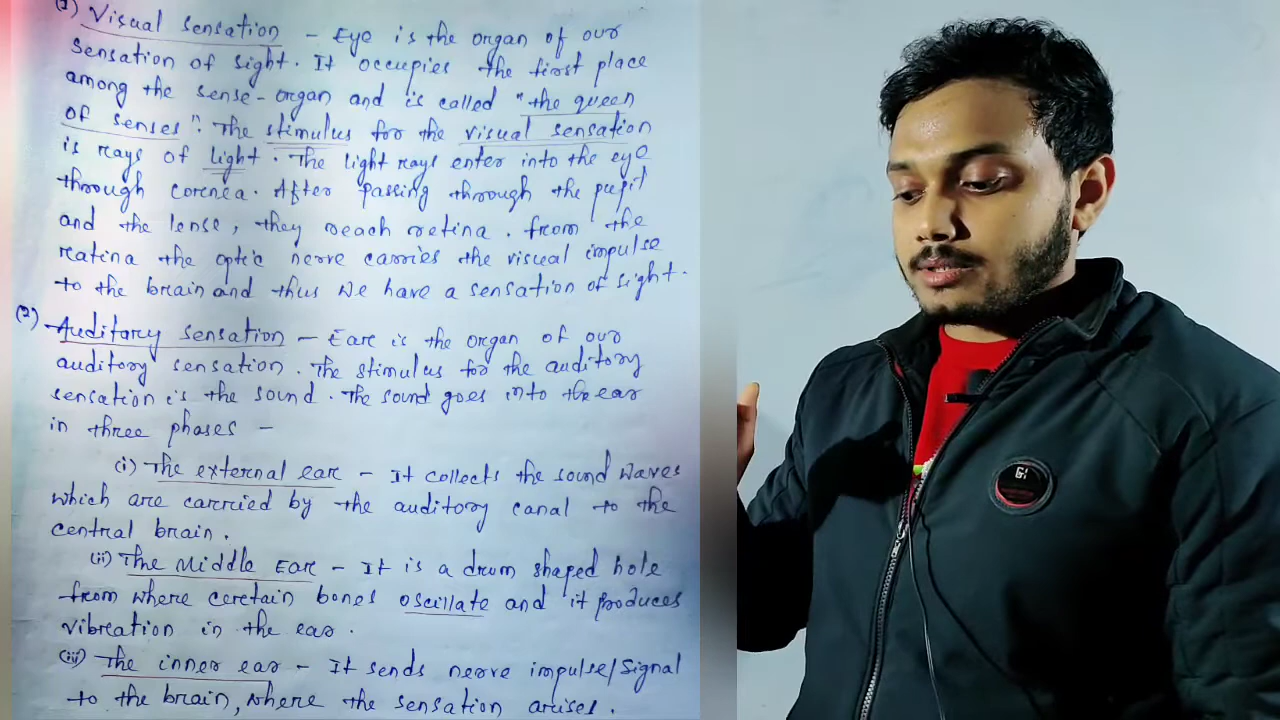 (1) Visual sensation - Eye is the organ of our
sensation of sight. It occupies the first place
among the sense-organ and is called "the queen
of senses". The stimulus for the visual sensation
is rays of light. The light rays enter into the eye
through cornea. After passing through the pupil
and the lense, they reach retina. from the
reatina the optic nerve carries the visual impulse
to the brain and thus we have a sensation of sight.
(2) Auditory sensation - Ear is the organ of our
auditory sensation. The stimulus for the auditory
sensation is the sound. The sound goes into the ear
in three phases -
(i) The external ear - It collects the sound waves
which are carried by the auditory canal to the
central brain.
(ii) The Middle Ear - It is a drum shaped hole
from where certain bones oscillate and it produces
vibration in the ear.
(iii) The inner ear - It sends nerve impulse/signal
to the brain, where the sensation arises.